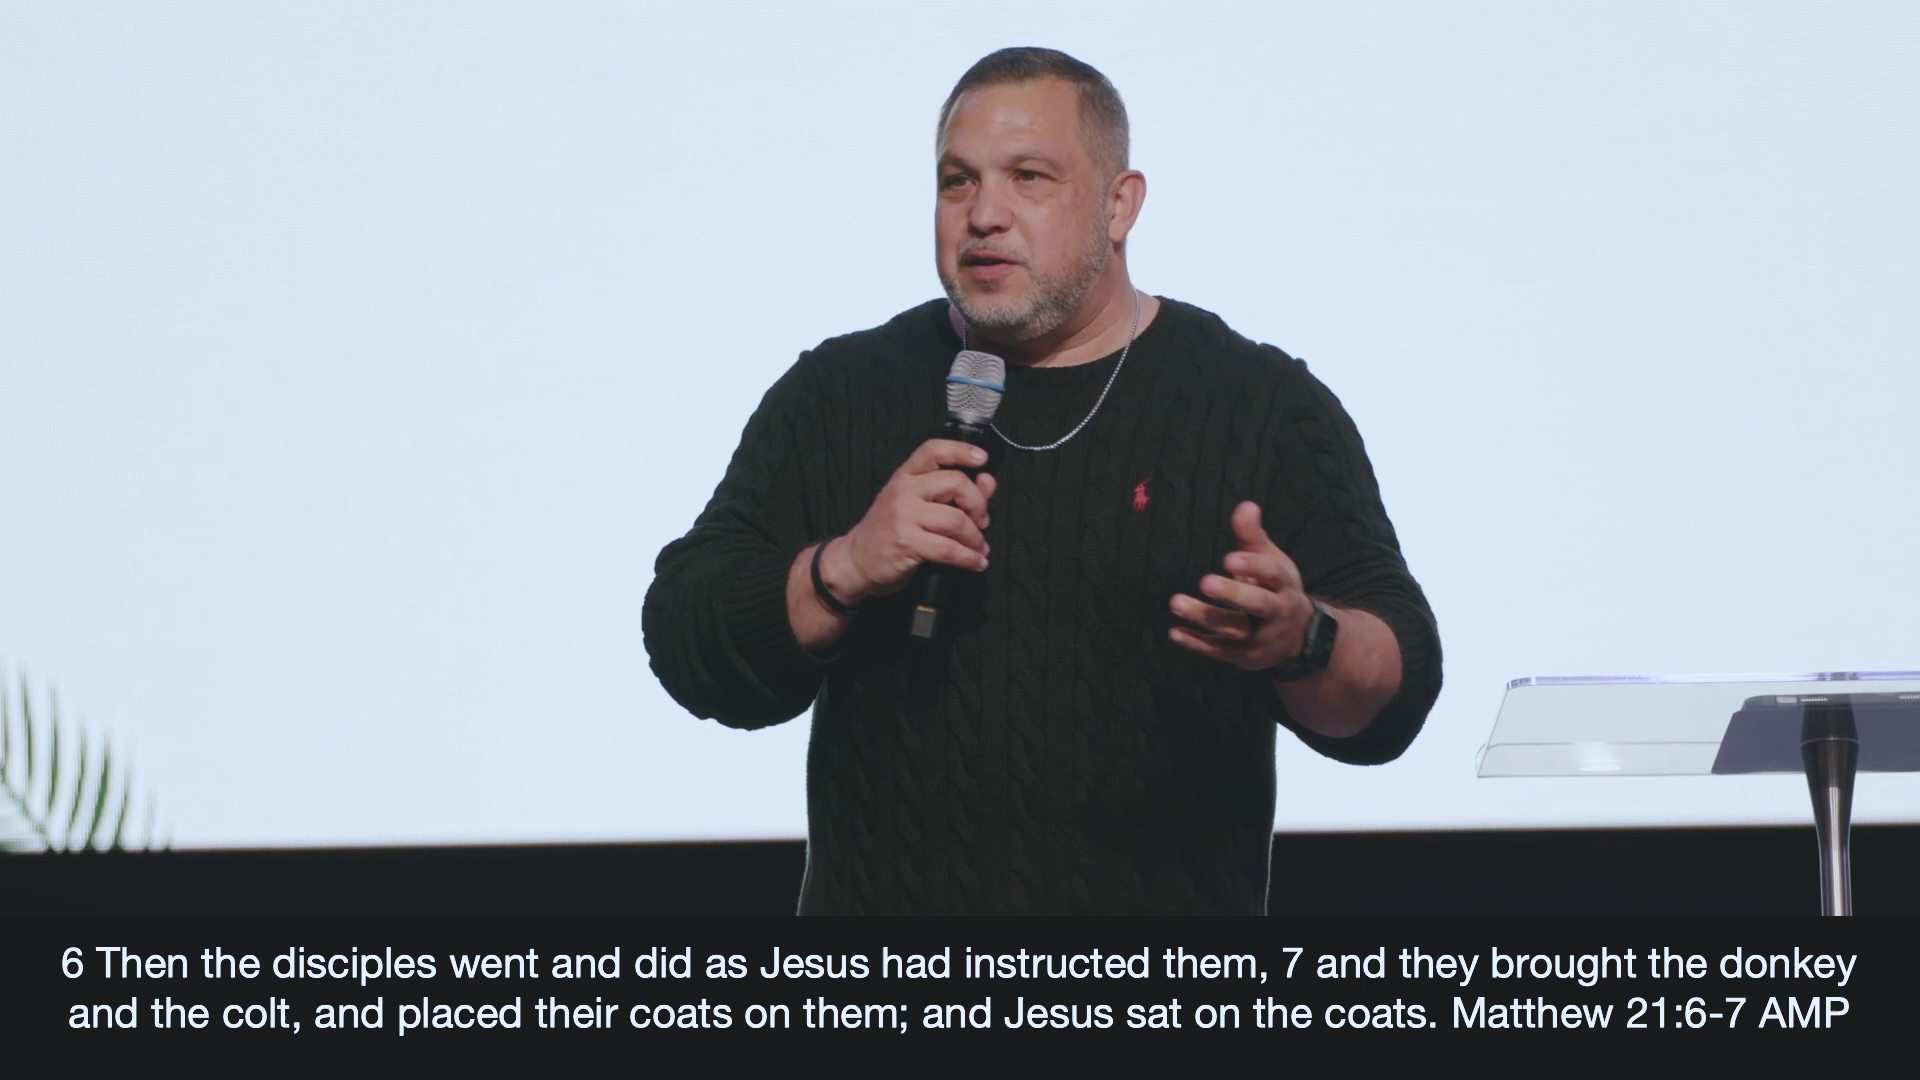 6 Then the disciples went and did as Jesus had instructed them, 7 and they brought the donkey
and the colt, and placed their coats on them; and Jesus sat on the coats. Matthew 21:6-7 AMP